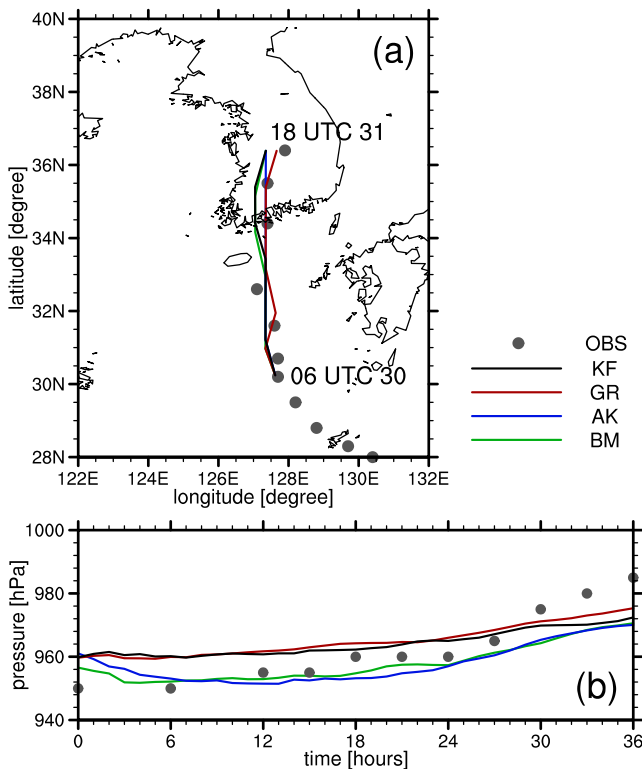 40N
(a)
38N
18 UTC 31
36N
latitude [degree]
34N
32N
OBS
KF
30N
06 UTC 30
GR
AK
BM
28N
122E 124E 126E 128E 130E 132E
longitude [degree]
1000
980
pressure [hPa]
960
(b)
940
0 6 12 18 24 30 36
time [hours]